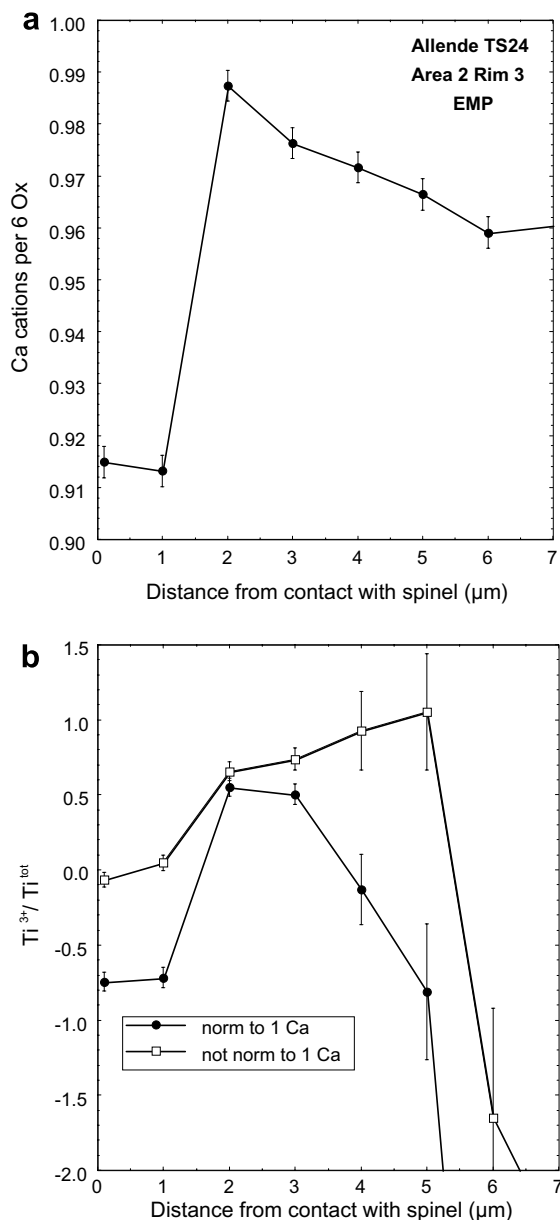 a
Allende TS24
Area 2 Rim 3
EMP
1.00
0.99
0.98
0.97
0.96
0.95
0.94
0.93
0.92
0.91
0.90
Ca cations per 6 Ox
0 1 2 3 4 5 6 7
Distance from contact with spinel (µm)
b
1.5
1.0
0.5
0.0
-0.5
-1.0
-1.5
-2.0
Ti ³⁺/ Ti ᵗᵒᵗ
norm to 1 Ca
not norm to 1 Ca
0 1 2 3 4 5 6 7
Distance from contact with spinel (µm)